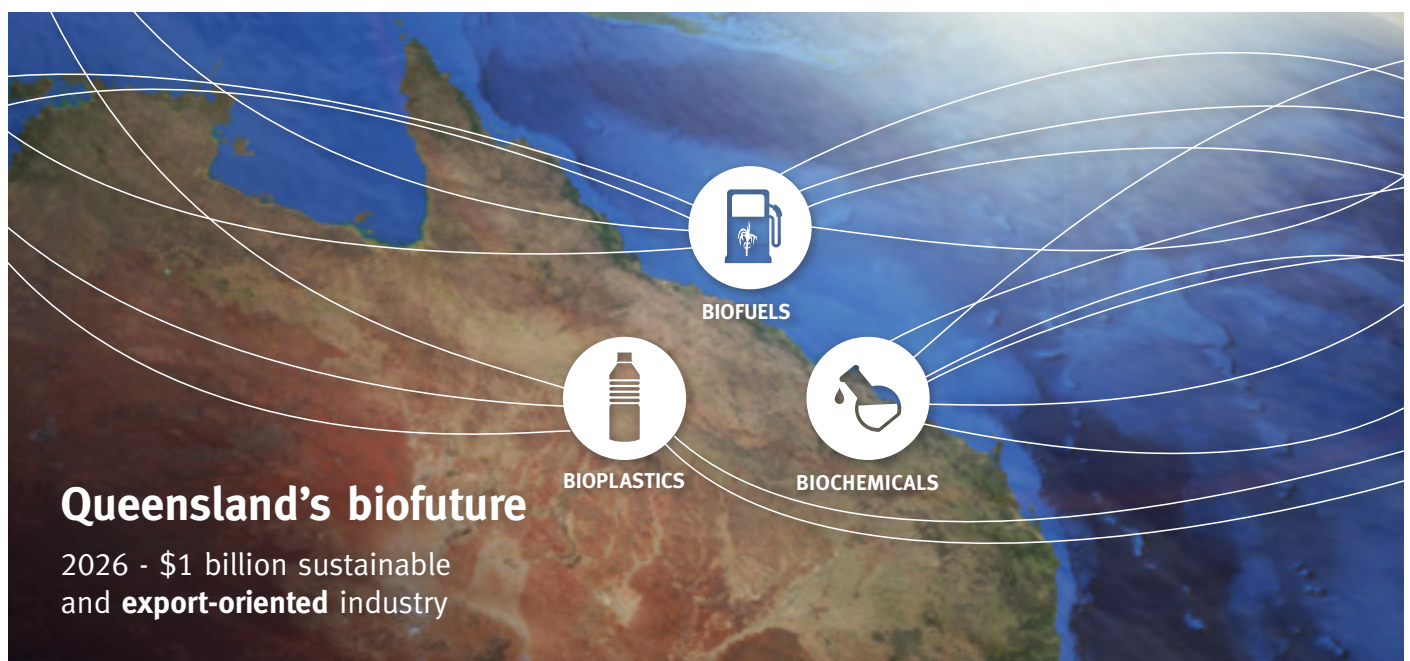 BIOFUELS
BIOPLASTICS
BIOCHEMICALS
Queensland’s biofuture
2026 - $1 billion sustainable
and export-oriented industry